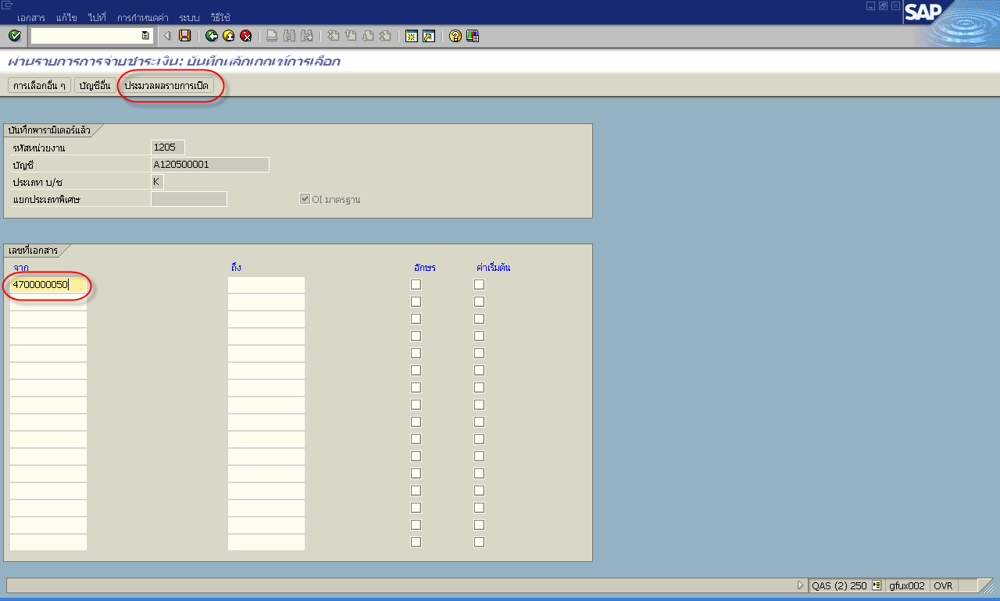 เอกสาร แก้ไข ไปที่ การกำหนดค่า ระบบ วิธีใช้
SAP
ผ่านรายการการจ่ายชำระเงิน: บันทึกหลักเกณฑ์การเลือก
การเลือกอื่น ๆ บัญชีอื่น ประมวลผลรายการเปิด
บันทึกพารามิเตอร์แล้ว
รหัสหน่วยงาน 1205
บัญชี A120500001
ประเภท บ/ช K
แยกประเภทพิเศษ OI มาตรฐาน
เลขที่เอกสาร
จาก ถึง อักษร ค่าเริ่มต้น
4700000050
QAS (2) 250 gfux002 OVR